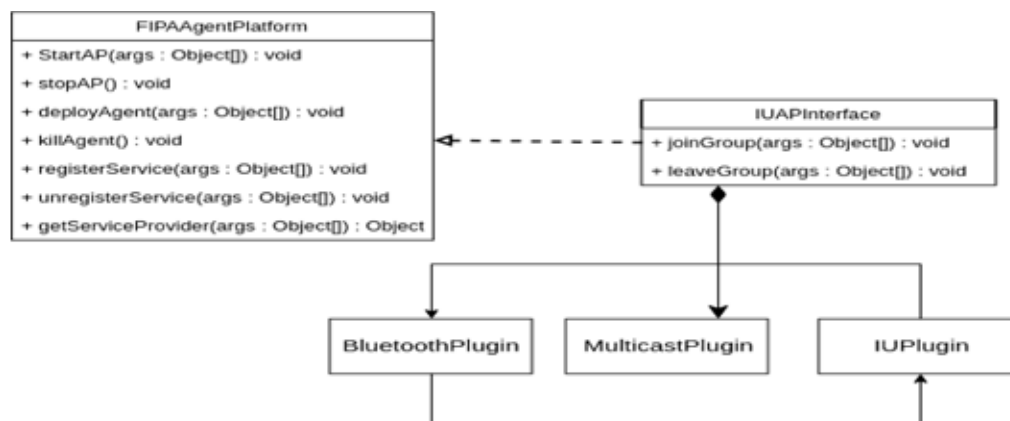 FIPAAgentPlatform
+ StartAP(args : Object[]) : void
+ stopAP() : void
+ deployAgent(args : Object[]) : void
+ killAgent() : void
+ registerService(args : Object[]) : void
+ unregisterService(args : Object[]) : void
+ getServiceProvider(args : Object[]) : Object
IUAPInterface
+ joinGroup(args : Object[]) : void
+ leaveGroup(args : Object[]) : void
BluetoothPlugin
MulticastPlugin
IUPlugin